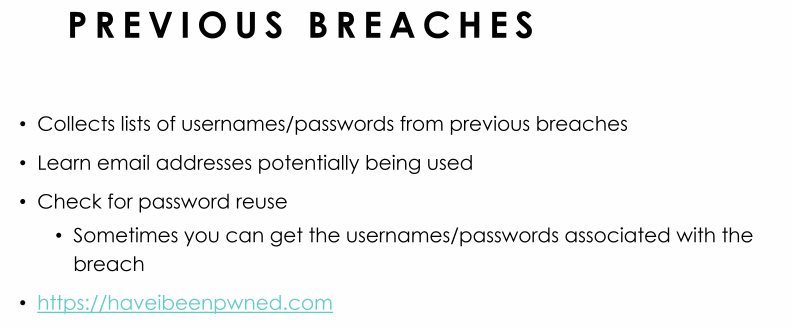 PREVIOUS BREACHES
• Collects lists of usernames/passwords from previous breaches
• Learn email addresses potentially being used
• Check for password reuse
• Sometimes you can get the usernames/passwords associated with the
breach
• https://haveibeenpwned.com